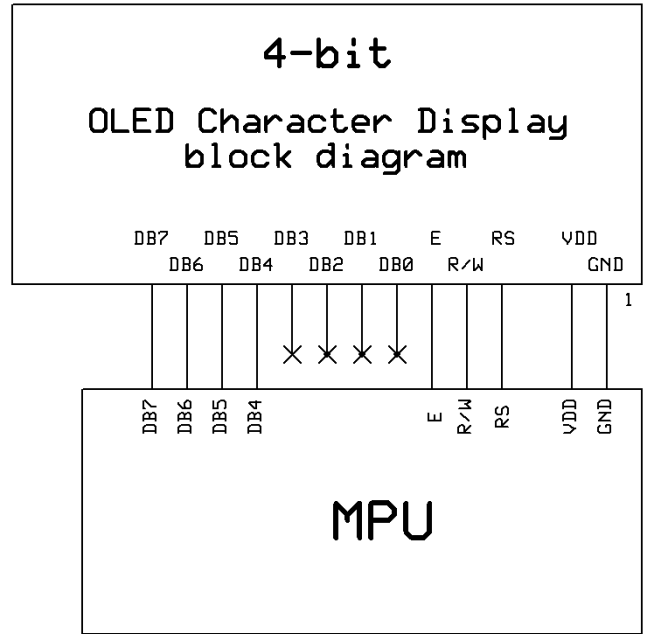 4-bit
OLED Character Display
block diagram
DB7 DB5 DB3 DB1 E RS VDD
DB6 DB4 DB2 DB0 R/W GND
1
DB7 DB6 DB5 DB4 E R/W RS VDD GND
MPU